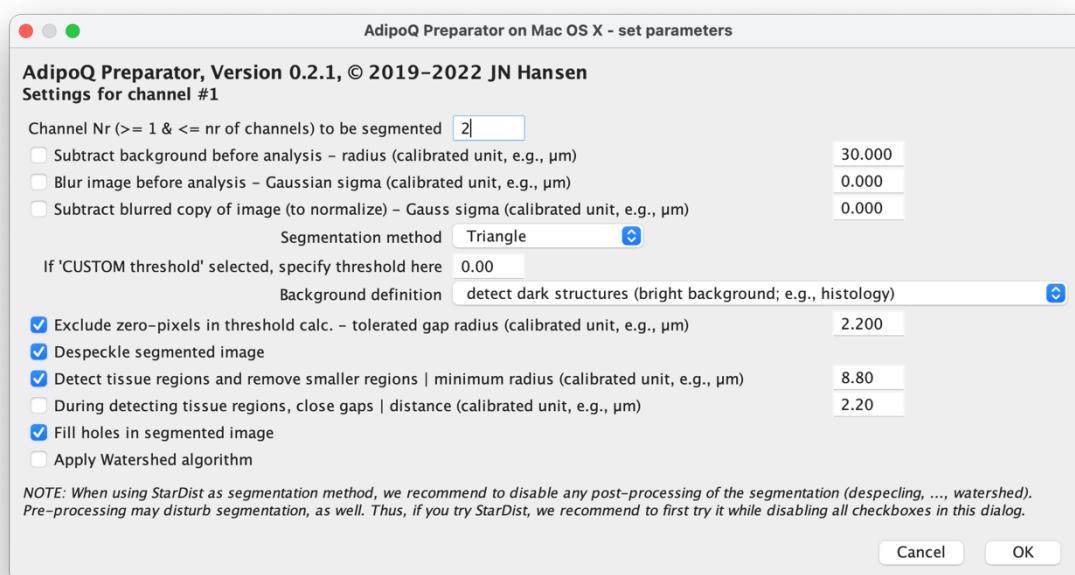 AdipoQ Preparator on Mac OS X - set parameters
AdipoQ Preparator, Version 0.2.1, © 2019-2022 JN Hansen
Settings for channel #1
Channel Nr (>= 1 & <= nr of channels) to be segmented 2
Subtract background before analysis - radius (calibrated unit, e.g., µm) 30.000
Blur image before analysis - Gaussian sigma (calibrated unit, e.g., µm) 0.000
Subtract blurred copy of image (to normalize) - Gauss sigma (calibrated unit, e.g., µm) 0.000
Segmentation method Triangle
If 'CUSTOM threshold' selected, specify threshold here 0.00
Background definition detect dark structures (bright background; e.g., histology)
Exclude zero-pixels in threshold calc. - tolerated gap radius (calibrated unit, e.g., µm) 2.200
Despeckle segmented image
Detect tissue regions and remove smaller regions | minimum radius (calibrated unit, e.g., µm) 8.80
During detecting tissue regions, close gaps | distance (calibrated unit, e.g., µm) 2.20
Fill holes in segmented image
Apply Watershed algorithm
NOTE: When using StarDist as segmentation method, we recommend to disable any post-processing of the segmentation (despecling, ..., watershed).
Pre-processing may disturb segmentation, as well. Thus, if you try StarDist, we recommend to first try it while disabling all checkboxes in this dialog.
Cancel OK